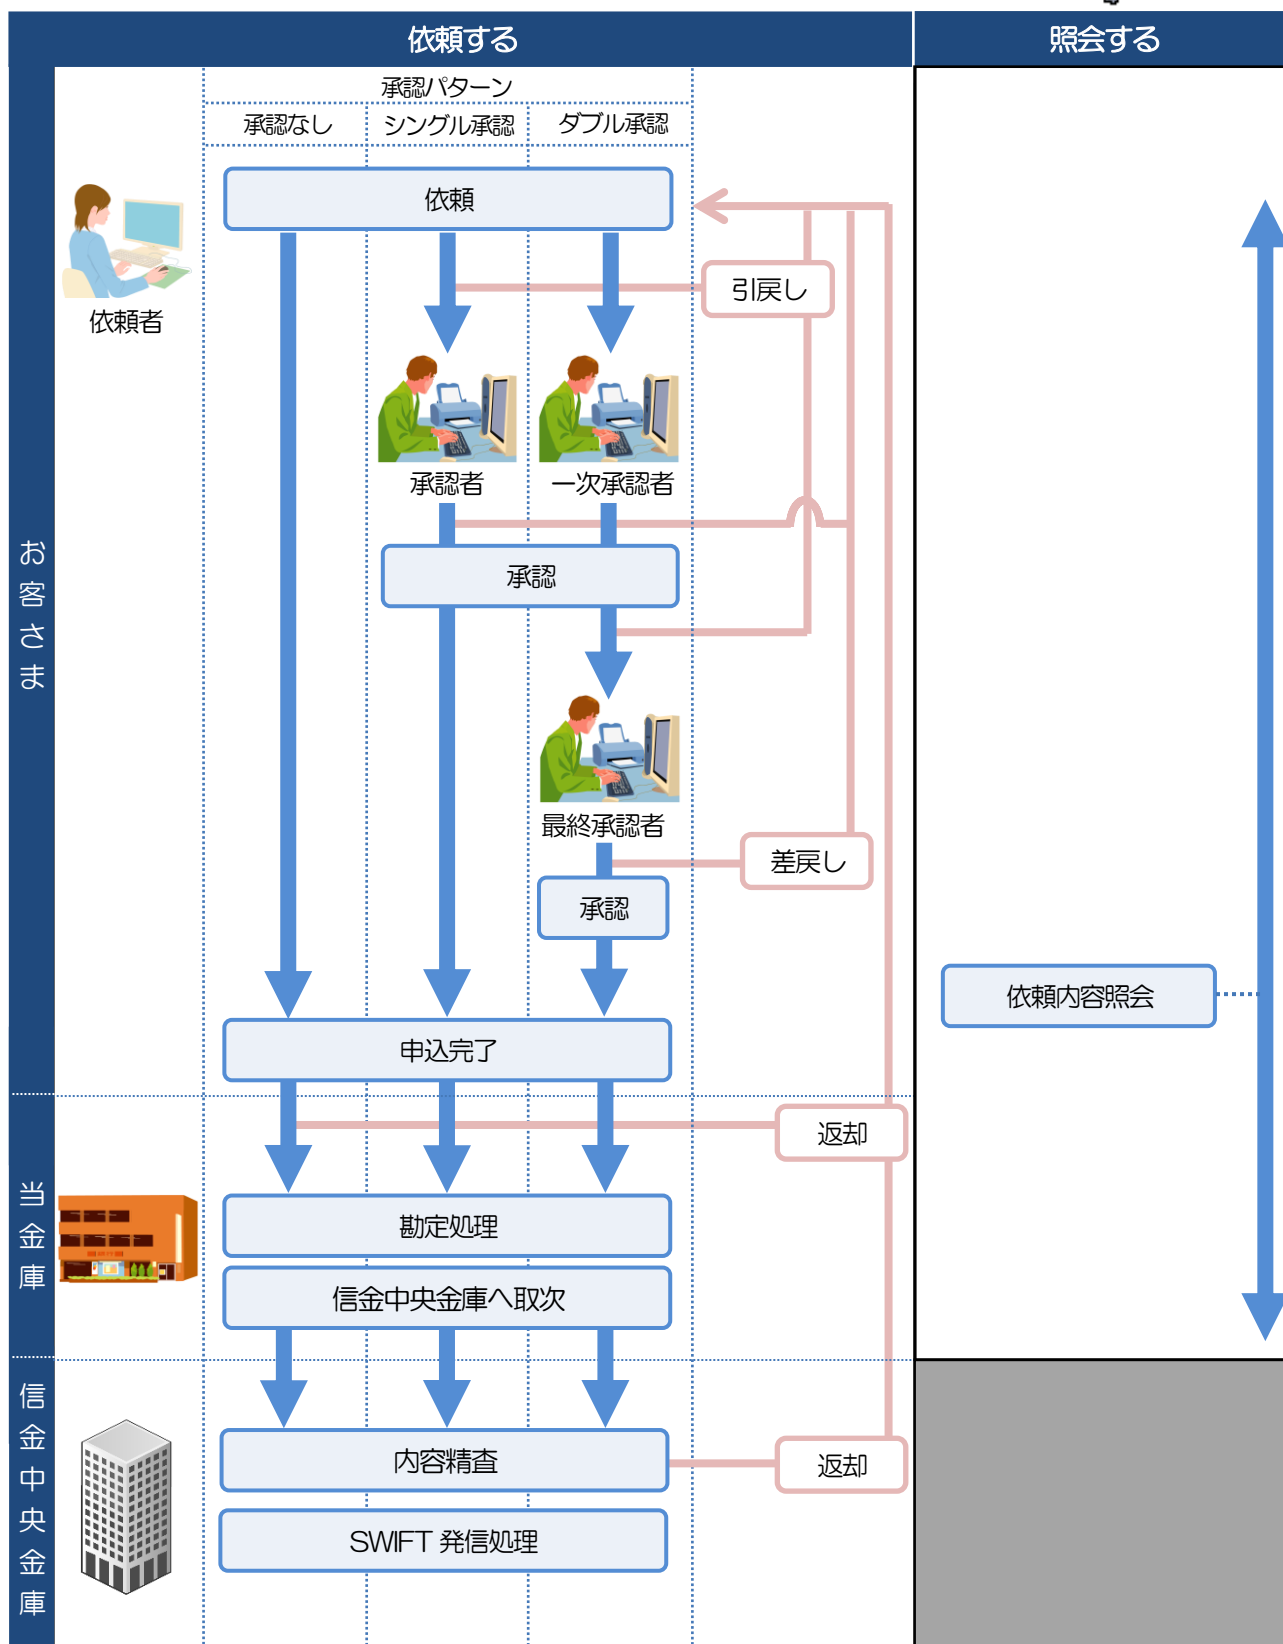 依頼する
照会する
承認パターン
承認なし
シングル承認
ダブル承認
依頼
引戻し
依頼者
承認者
一次承認者
お客さま
承認
最終承認者
差戻し
承認
依頼内容照会
申込完了
返却
当金庫
勘定処理
信金中央金庫へ取次
信金中央金庫
内容精査
返却
SWIFT 発信処理